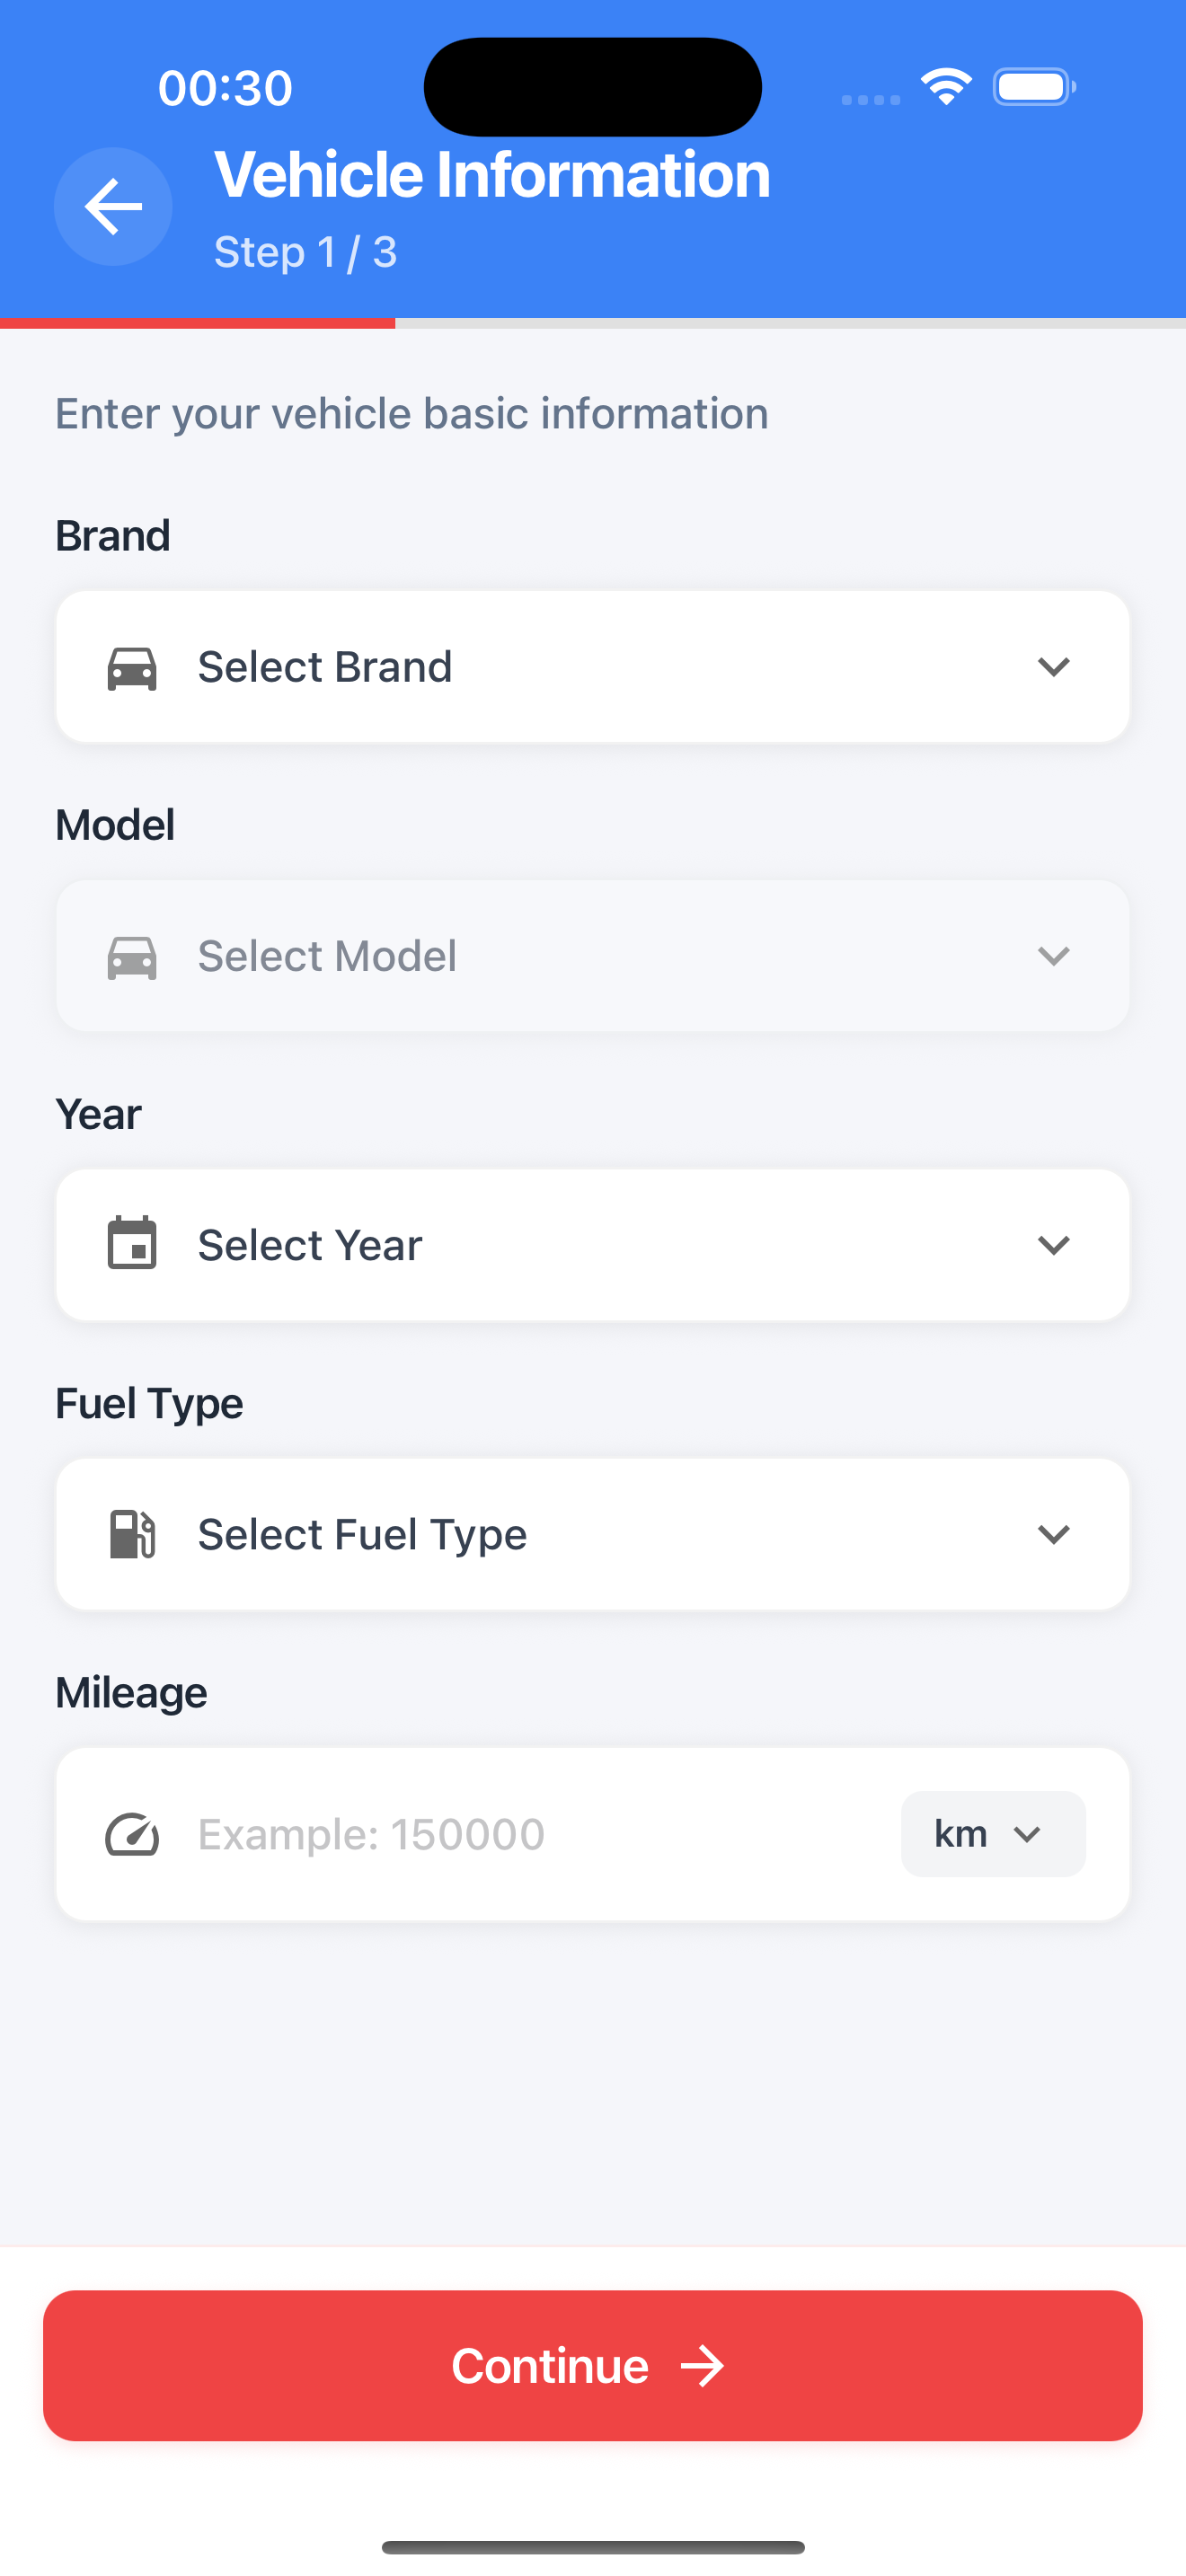 00:30
Vehicle Information
Step 1 / 3
Enter your vehicle basic information
Brand
Select Brand
Model
Select Model
Year
Select Year
Fuel Type
Select Fuel Type
Mileage
Example: 150000
km
Continue